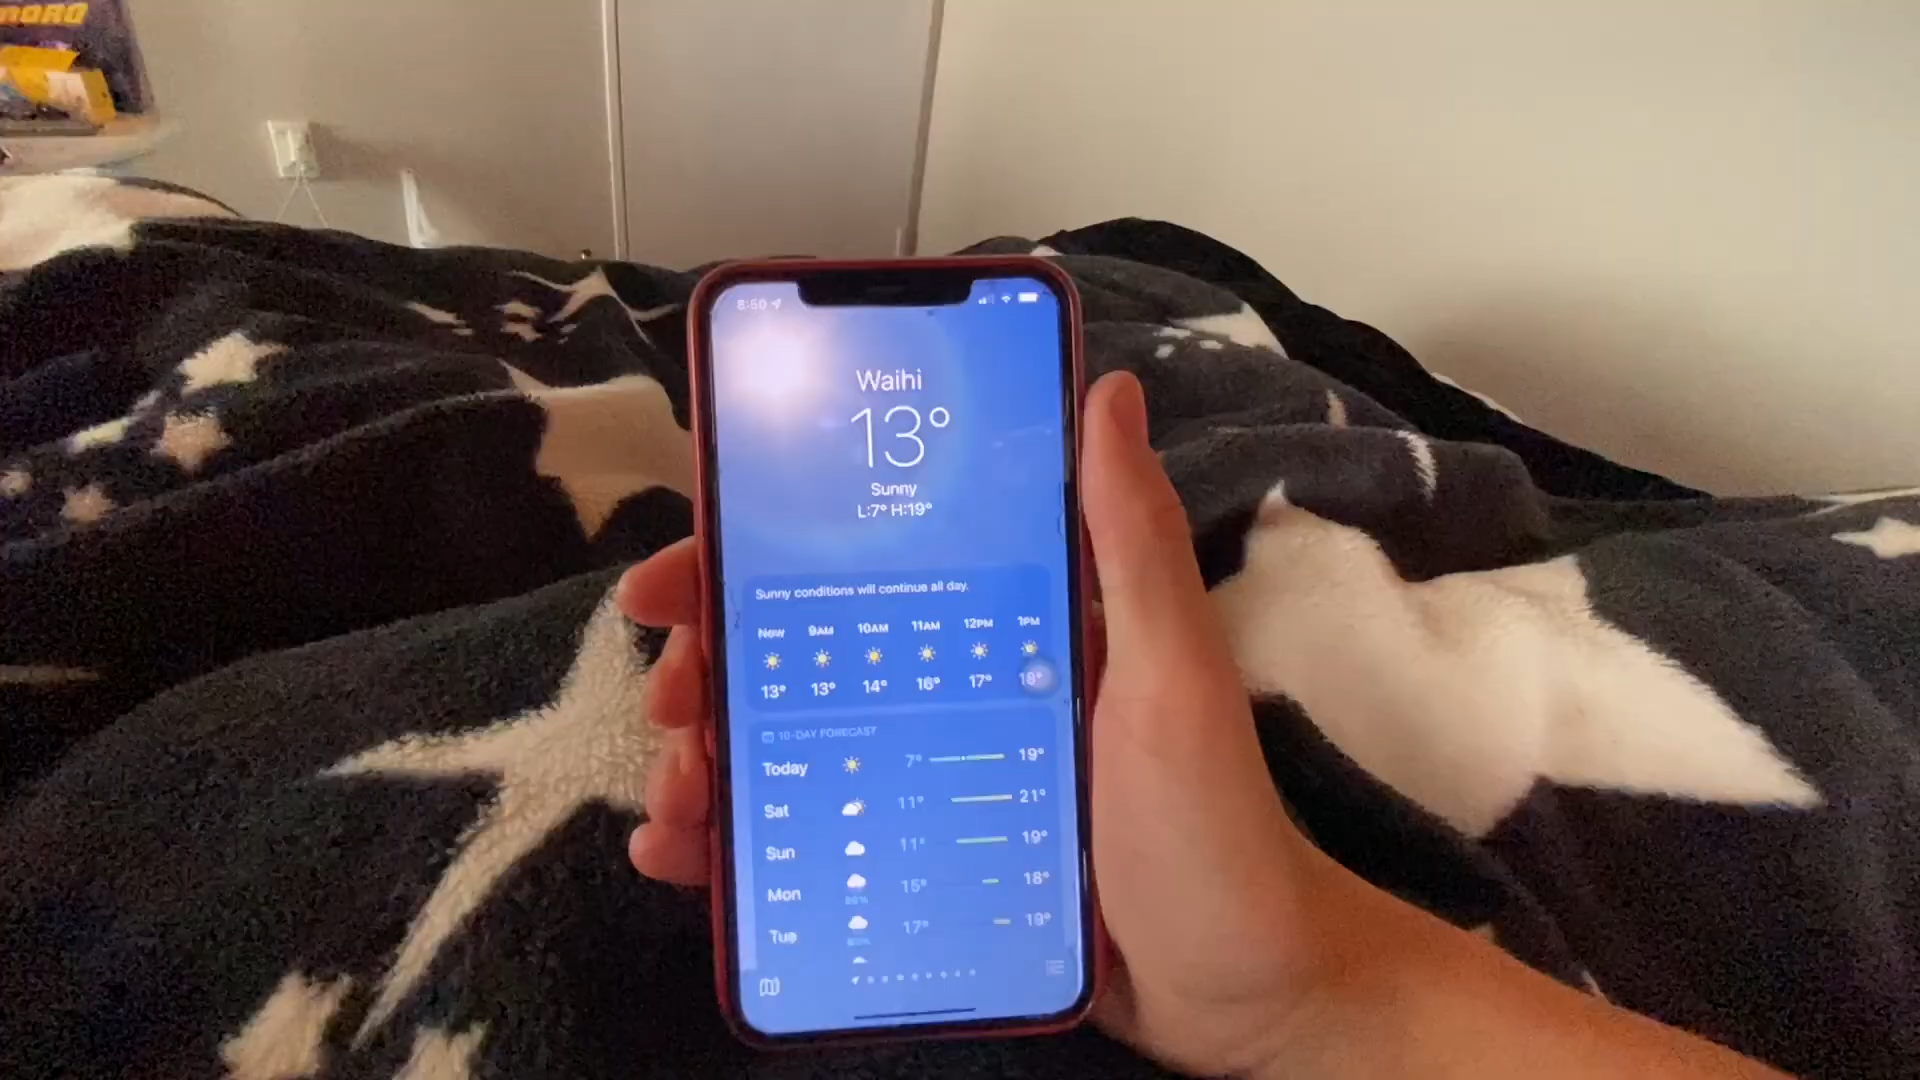 8:50
Waihi
13°
Sunny
L:7° H:19°
Sunny conditions will continue all day.
Now 9AM 10AM 11AM 12PM 1PM
13° 13° 14° 16° 17° 18°
10-DAY FORECAST
Today 7° 19°
Sat 11° 21°
Sun 11° 19°
Mon 15° 18°
Tue 17° 19°